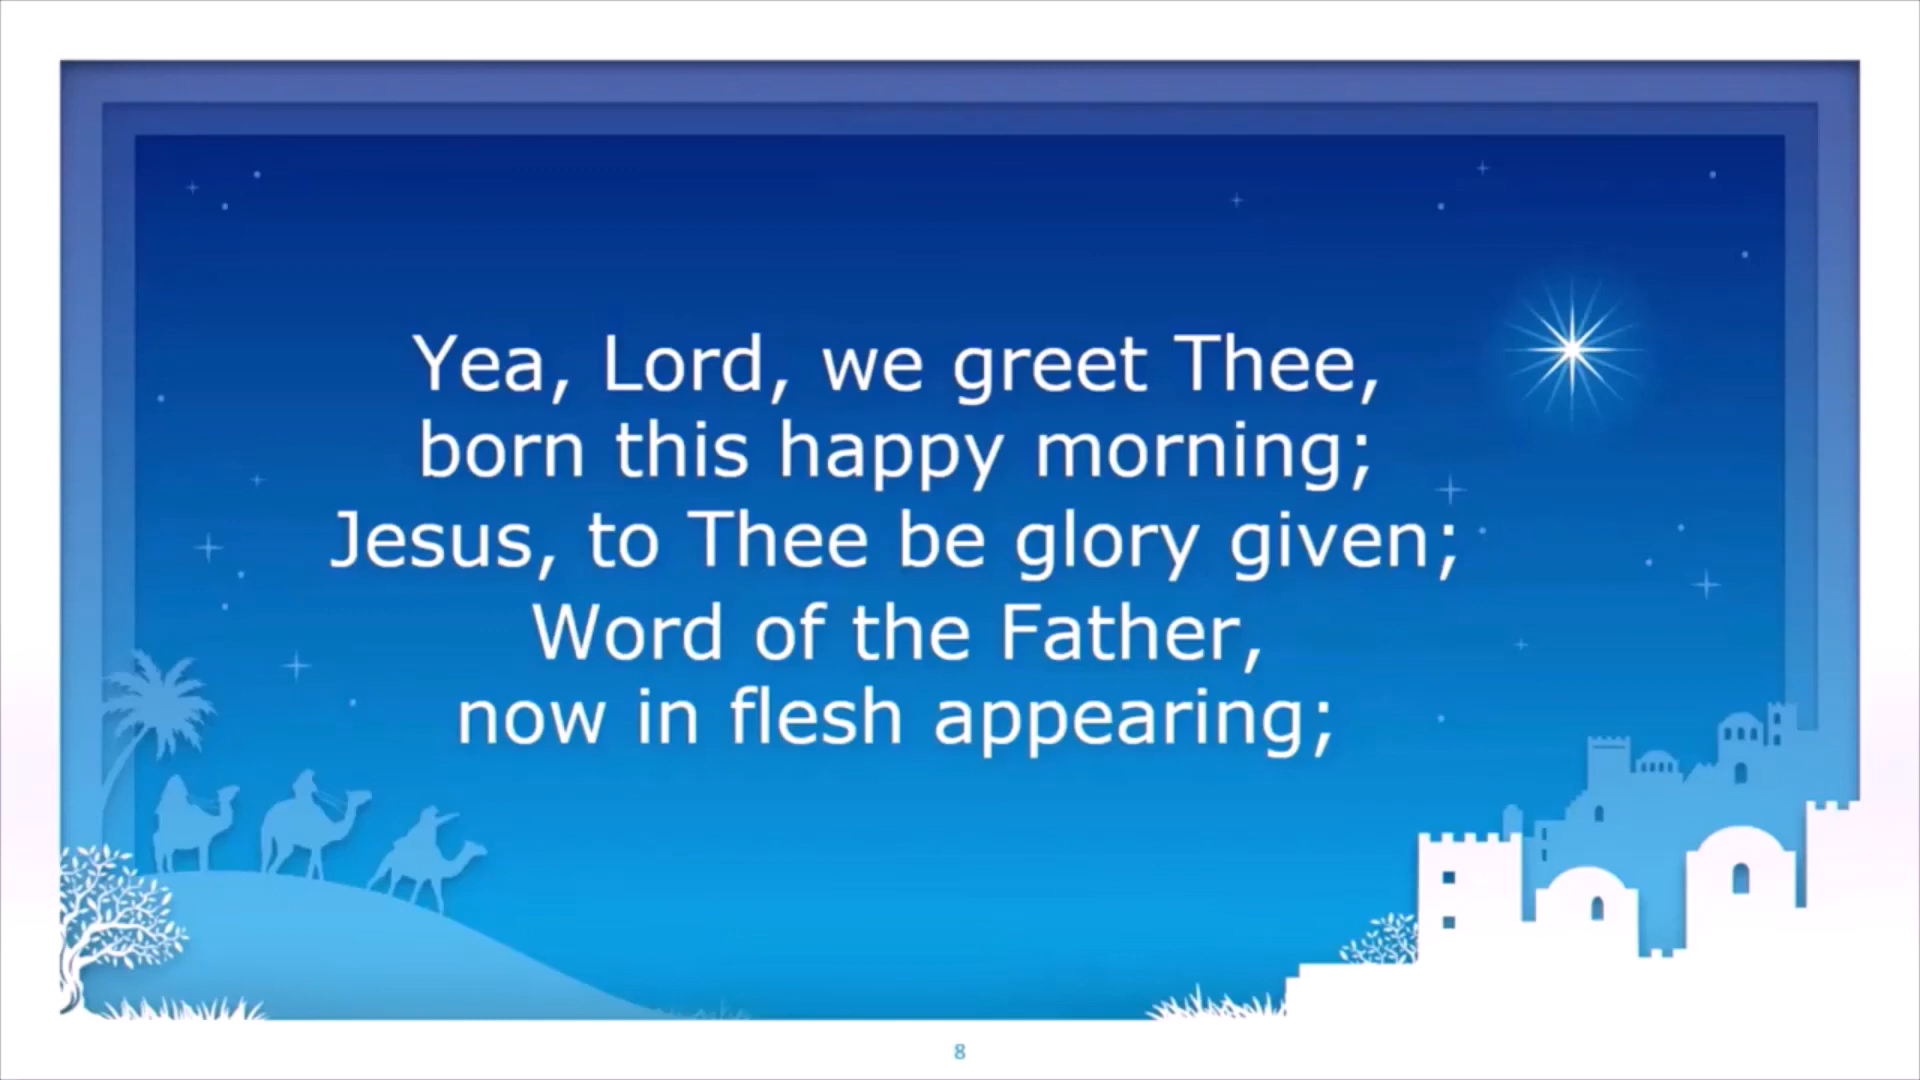 Yea, Lord, we greet Thee,
born this happy morning;
Jesus, to Thee be glory given;
Word of the Father,
now in flesh appearing;
8